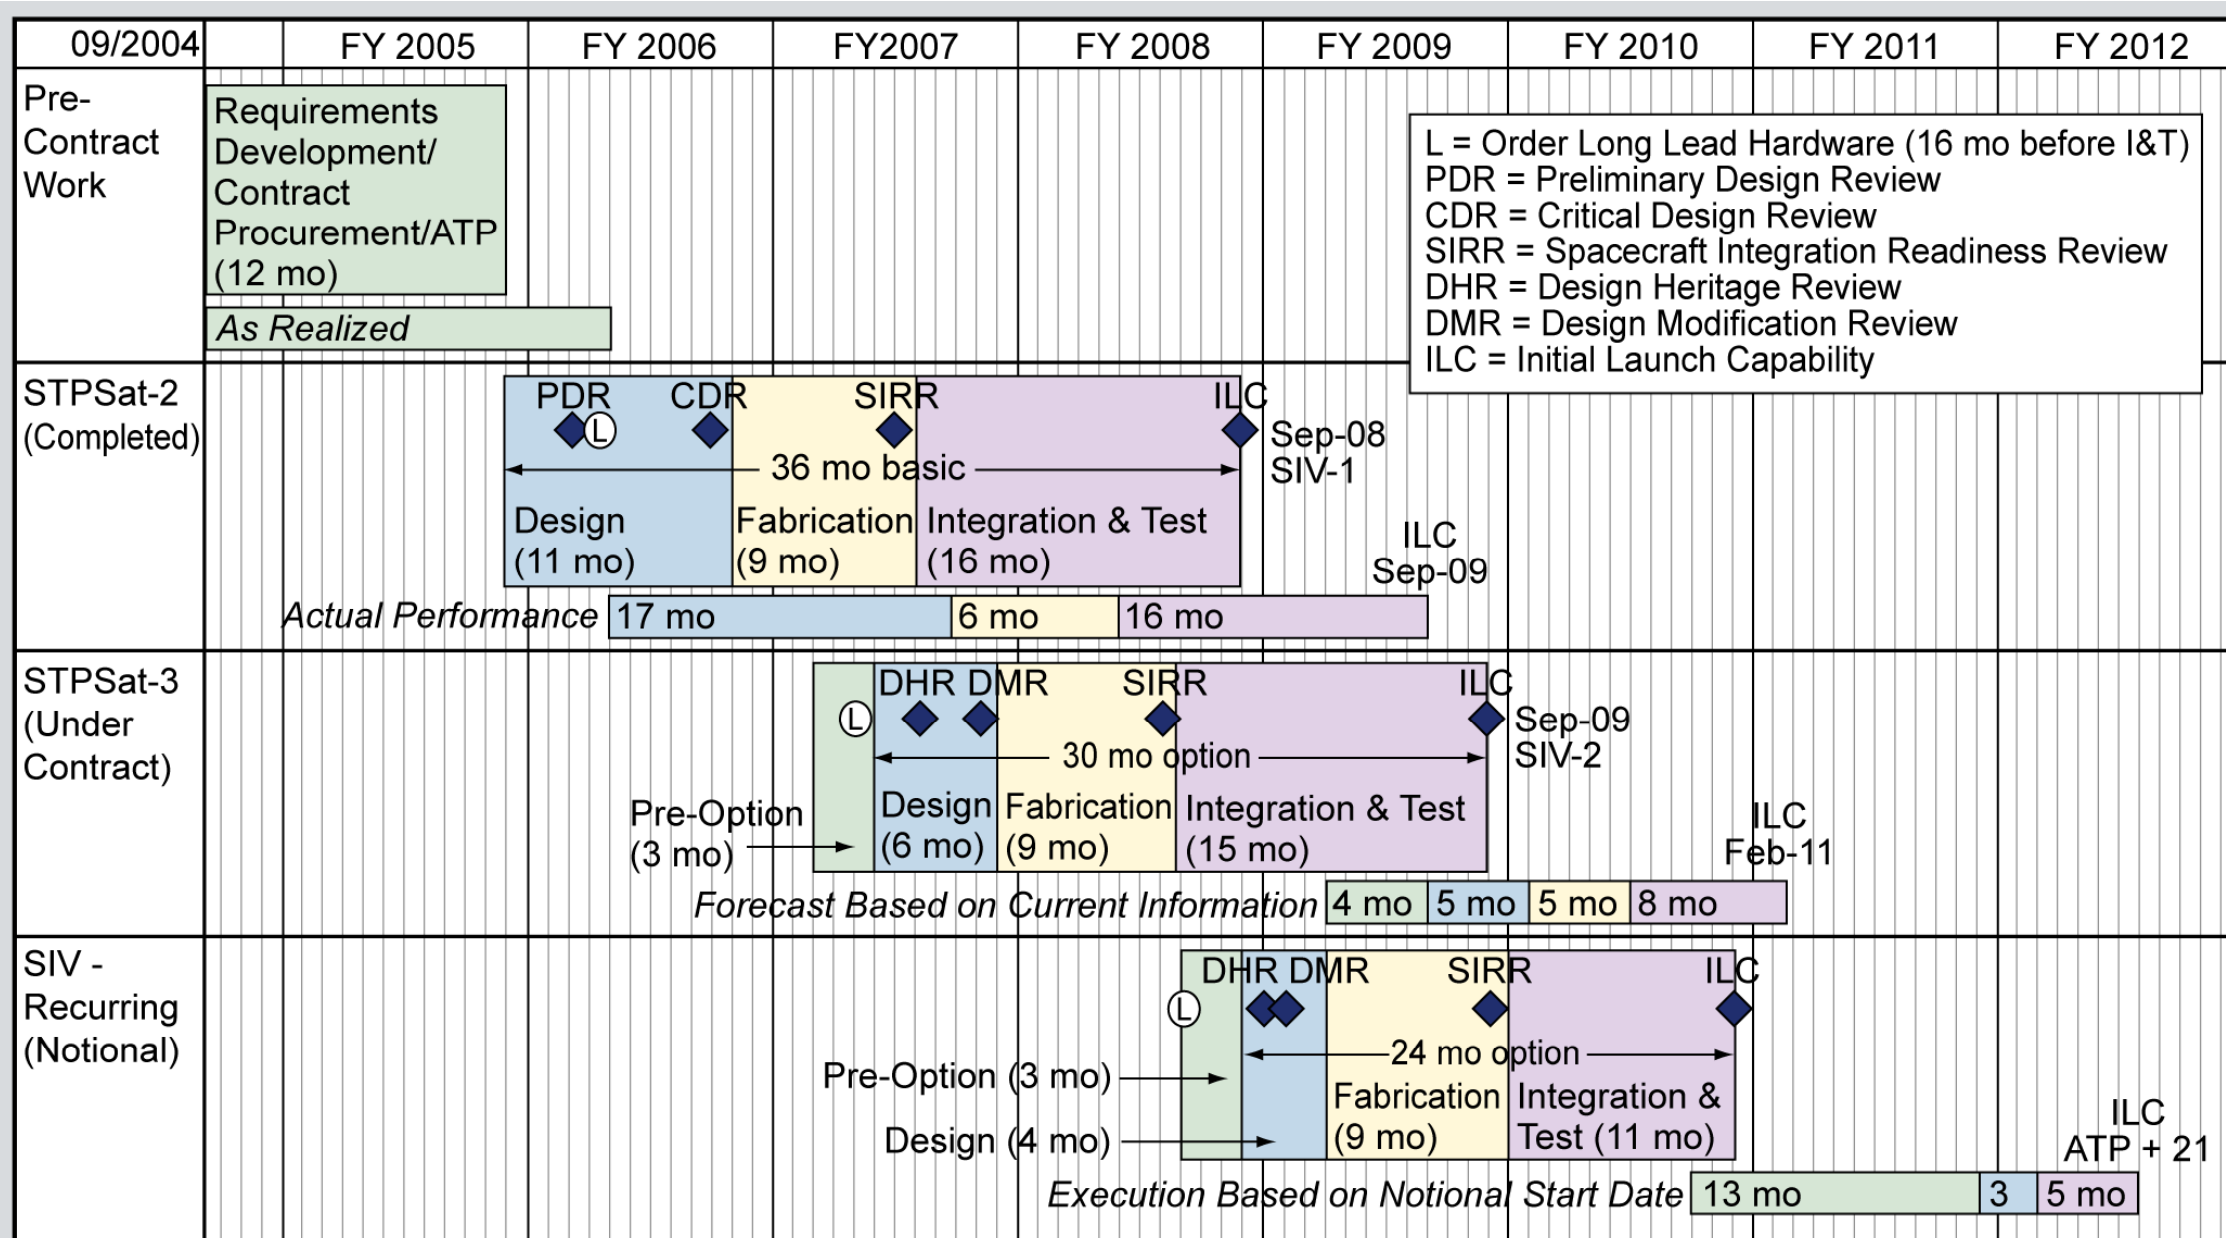 09/2004 FY 2005 FY 2006 FY2007 FY 2008 FY 2009 FY 2010 FY 2011 FY 2012
Pre-
Contract
Work
Requirements
Development/
Contract
Procurement/ATP
(12 mo)
As Realized
L = Order Long Lead Hardware (16 mo before I&T)
PDR = Preliminary Design Review
CDR = Critical Design Review
SIRR = Spacecraft Integration Readiness Review
DHR = Design Heritage Review
DMR = Design Modification Review
ILC = Initial Launch Capability
STPSat-2
(Completed)
PDR CDR SIRR ILC
L
Sep-08
SIV-1
36 mo basic
Design
(11 mo)
Fabrication
(9 mo)
Integration & Test
(16 mo)
ILC
Sep-09
Actual Performance 17 mo 6 mo 16 mo
STPSat-3
(Under
Contract)
DHR DMR SIRR ILC
L
Sep-09
SIV-2
30 mo option
Pre-Option
(3 mo)
Design
(6 mo)
Fabrication
(9 mo)
Integration & Test
(15 mo)
ILC
Feb-11
Forecast Based on Current Information 4 mo 5 mo 5 mo 8 mo
SIV -
Recurring
(Notional)
DHR DMR SIRR ILC
L
24 mo option
Pre-Option (3 mo)
Design (4 mo)
Fabrication
(9 mo)
Integration &
Test (11 mo)
ILC
ATP + 21
Execution Based on Notional Start Date 13 mo 3 5 mo